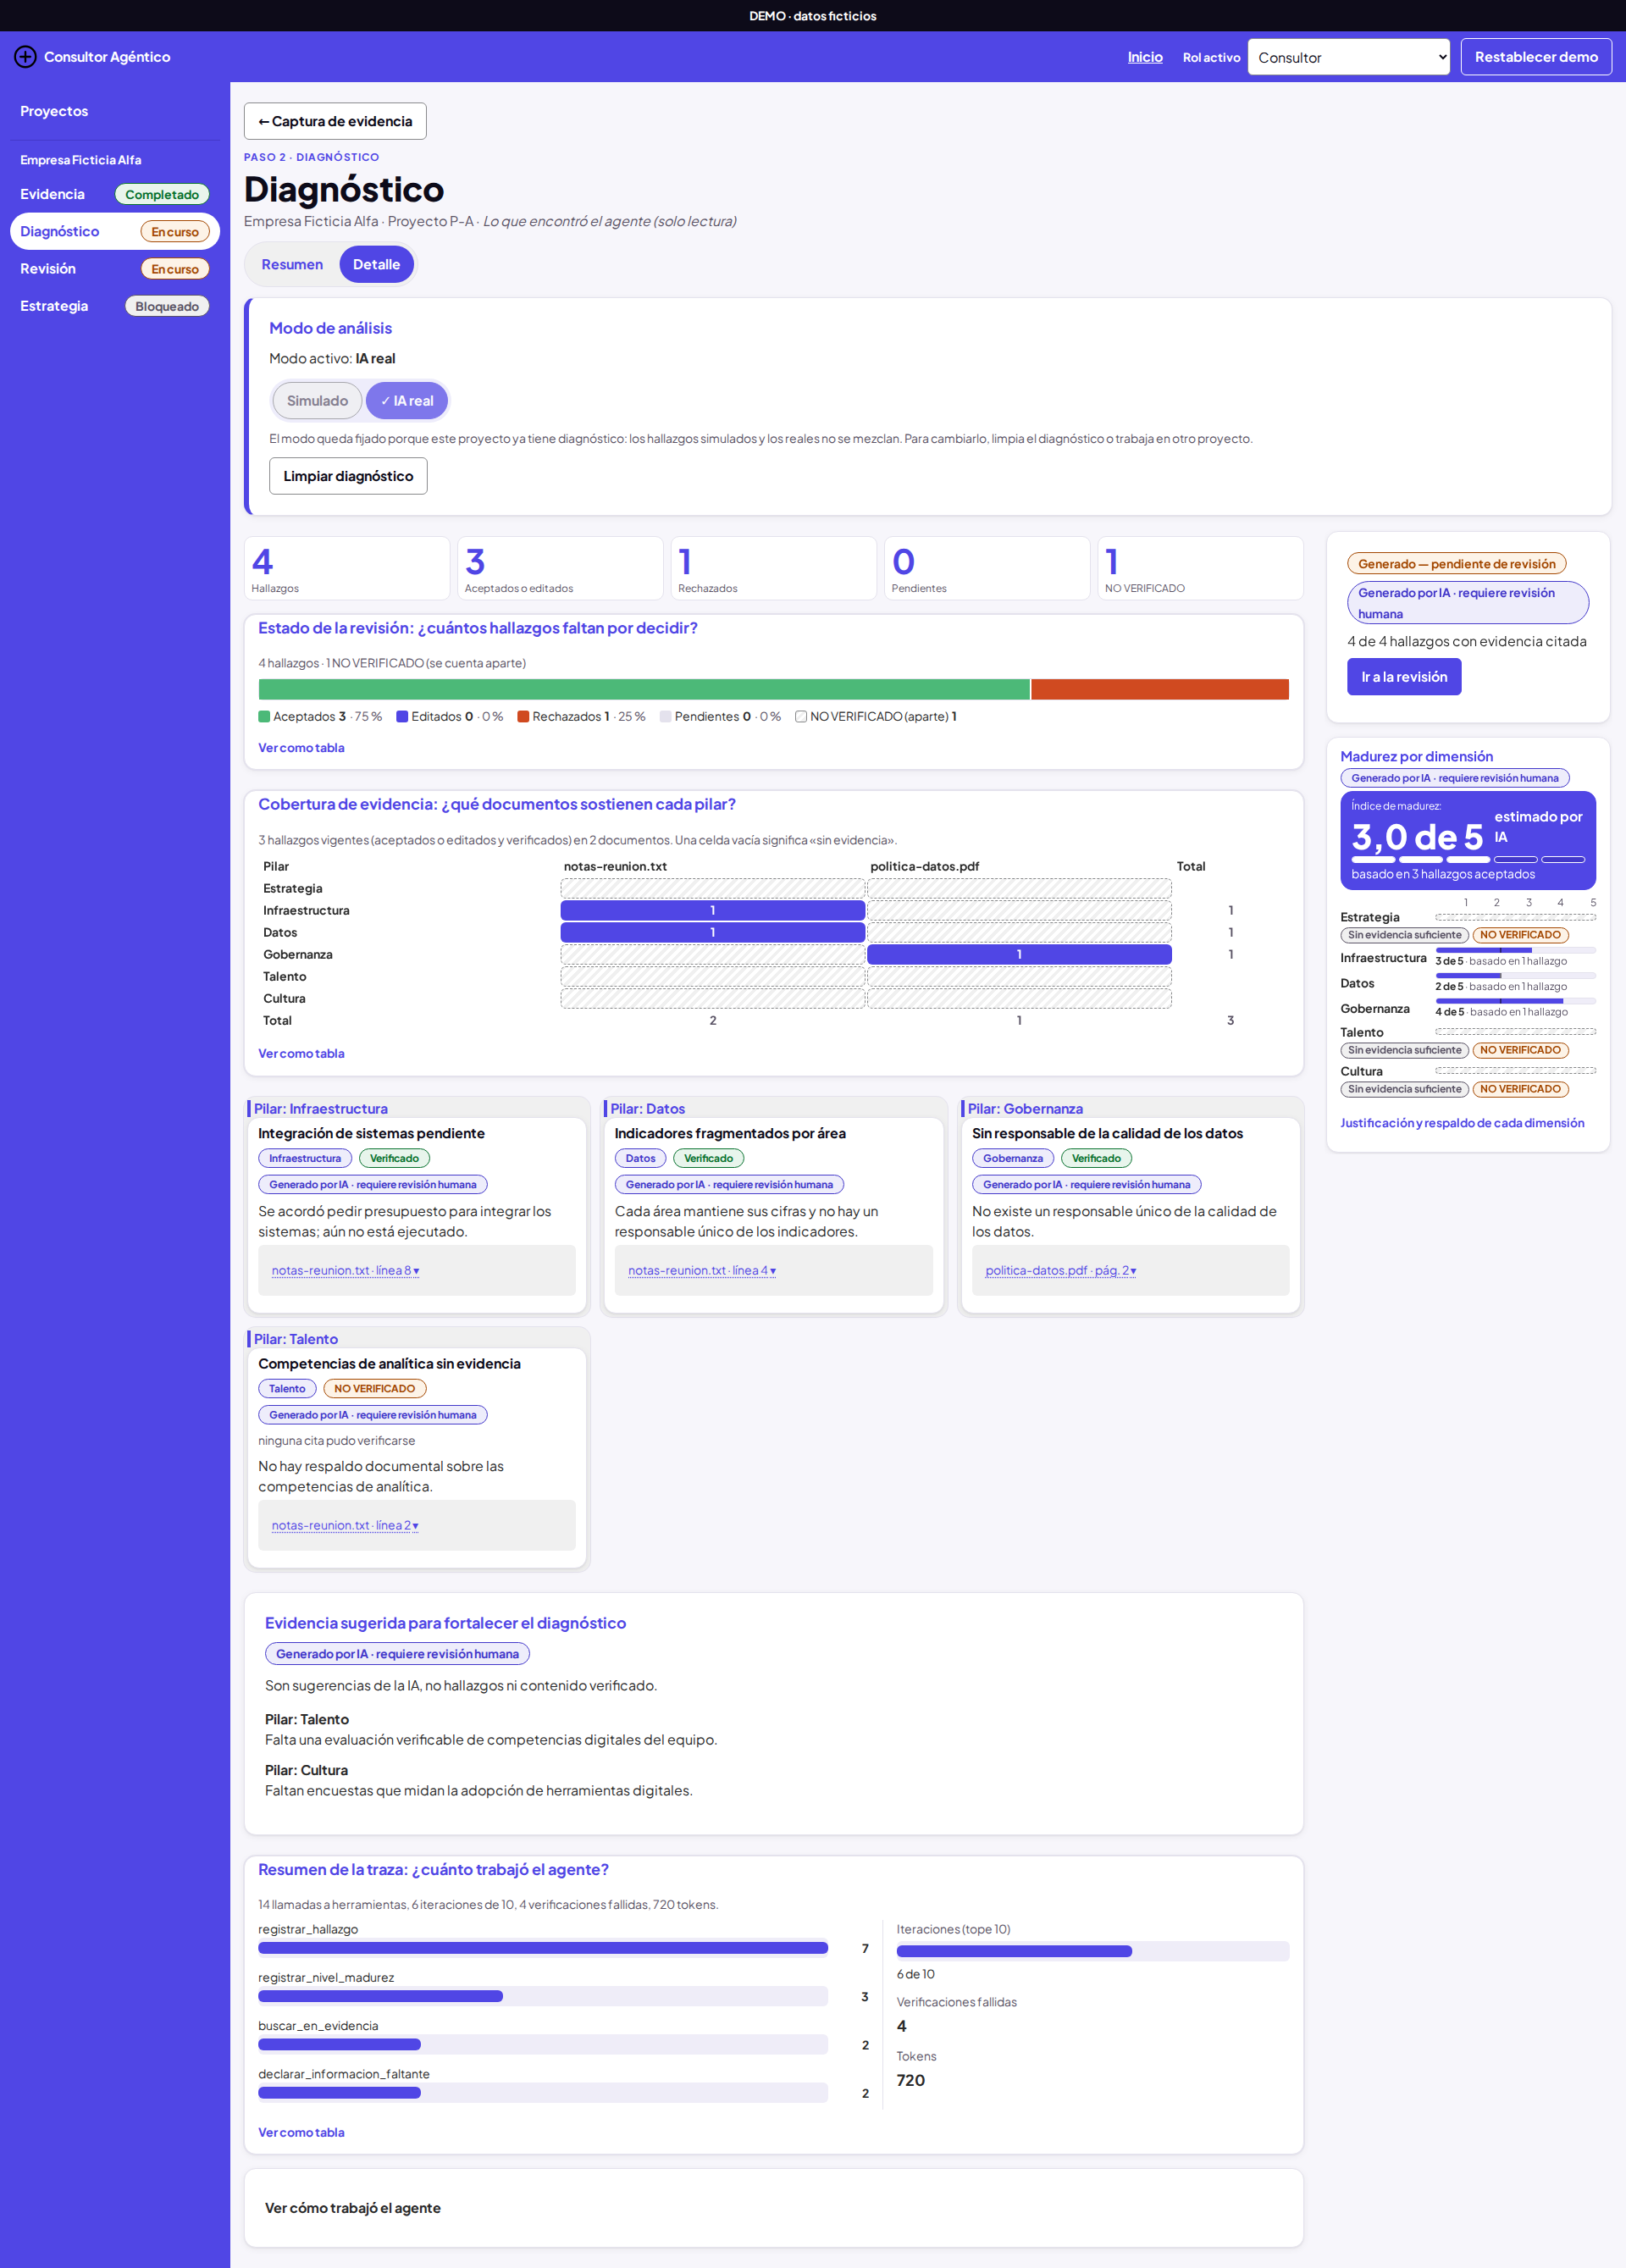 DEMO · datos ficticios
Consultor Agéntico
Inicio
Rol activo
Consultor
Restablecer demo
Proyectos
Empresa Ficticia Alfa
Evidencia
Completado
Diagnóstico
En curso
Revisión
En curso
Estrategia
Bloqueado
← Captura de evidencia
PASO 2 · DIAGNÓSTICO
Diagnóstico
Empresa Ficticia Alfa · Proyecto P-A · Lo que encontró el agente (solo lectura)
Resumen
Detalle
Modo de análisis
Modo activo: IA real
Simulado
✓ IA real
El modo queda fijado porque este proyecto ya tiene diagnóstico: los hallazgos simulados y los reales no se mezclan. Para cambiarlo, limpia el diagnóstico o trabaja en otro proyecto.
Limpiar diagnóstico
4
Hallazgos
3
Aceptados o editados
1
Rechazados
0
Pendientes
1
NO VERIFICADO
Estado de la revisión: ¿cuántos hallazgos faltan por decidir?
4 hallazgos · 1 NO VERIFICADO (se cuenta aparte)
Aceptados 3 · 75 %
Editados 0 · 0 %
Rechazados 1 · 25 %
Pendientes 0 · 0 %
NO VERIFICADO (aparte) 1
Ver como tabla
Cobertura de evidencia: ¿qué documentos sostienen cada pilar?
3 hallazgos vigentes (aceptados o editados y verificados) en 2 documentos. Una celda vacía significa «sin evidencia».
Pilar notas-reunion.txt politica-datos.pdf Total
Estrategia
Infraestructura 1 1
Datos 1 1
Gobernanza 1 1
Talento
Cultura
Total 2 1 3
Ver como tabla
Pilar: Infraestructura
Integración de sistemas pendiente
Infraestructura
Verificado
Generado por IA · requiere revisión humana
Se acordó pedir presupuesto para integrar los
sistemas; aún no está ejecutado.
notas-reunion.txt · línea 8 ▾
Pilar: Datos
Indicadores fragmentados por área
Datos
Verificado
Generado por IA · requiere revisión humana
Cada área mantiene sus cifras y no hay un
responsable único de los indicadores.
notas-reunion.txt · línea 4 ▾
Pilar: Gobernanza
Sin responsable de la calidad de los datos
Gobernanza
Verificado
Generado por IA · requiere revisión humana
No existe un responsable único de la calidad de
los datos.
politica-datos.pdf · pág. 2 ▾
Pilar: Talento
Competencias de analítica sin evidencia
Talento
NO VERIFICADO
Generado por IA · requiere revisión humana
ninguna cita pudo verificarse
No hay respaldo documental sobre las
competencias de analítica.
notas-reunion.txt · línea 2 ▾
Evidencia sugerida para fortalecer el diagnóstico
Generado por IA · requiere revisión humana
Son sugerencias de la IA, no hallazgos ni contenido verificado.
Pilar: Talento
Falta una evaluación verificable de competencias digitales del equipo.
Pilar: Cultura
Faltan encuestas que midan la adopción de herramientas digitales.
Resumen de la traza: ¿cuánto trabajó el agente?
14 llamadas a herramientas, 6 iteraciones de 10, 4 verificaciones fallidas, 720 tokens.
registrar_hallazgo
7
registrar_nivel_madurez
3
buscar_en_evidencia
2
declarar_informacion_faltante
2
Iteraciones (tope 10)
6 de 10
Verificaciones fallidas
4
Tokens
720
Ver como tabla
Ver cómo trabajó el agente
Generado — pendiente de revisión
Generado por IA · requiere revisión
humana
4 de 4 hallazgos con evidencia citada
Ir a la revisión
Madurez por dimensión
Generado por IA · requiere revisión humana
Índice de madurez:
3,0 de 5
estimado por
IA
basado en 3 hallazgos aceptados
1 2 3 4 5
Estrategia
Sin evidencia suficiente
NO VERIFICADO
Infraestructura
3 de 5 · basado en 1 hallazgo
Datos
2 de 5 · basado en 1 hallazgo
Gobernanza
4 de 5 · basado en 1 hallazgo
Talento
Sin evidencia suficiente
NO VERIFICADO
Cultura
Sin evidencia suficiente
NO VERIFICADO
Justificación y respaldo de cada dimensión